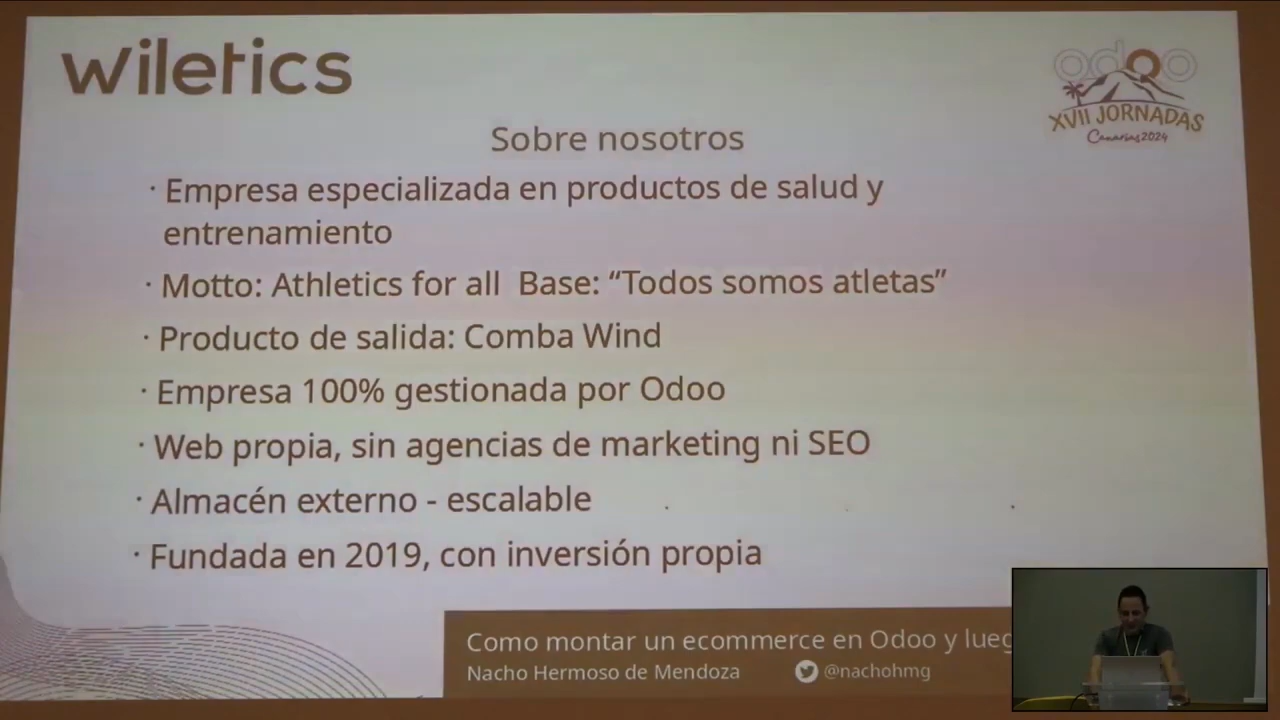 wiletics
odoo
XVII JORNADAS
Canarias 2024
Sobre nosotros
· Empresa especializada en productos de salud y
entrenamiento
· Motto: Athletics for all Base: “Todos somos atletas”
· Producto de salida: Comba Wind
· Empresa 100% gestionada por Odoo
· Web propia, sin agencias de marketing ni SEO
· Almacén externo - escalable
· Fundada en 2019, con inversión propia
Como montar un ecommerce en Odoo y lueg
Nacho Hermoso de Mendoza
@nachohmg